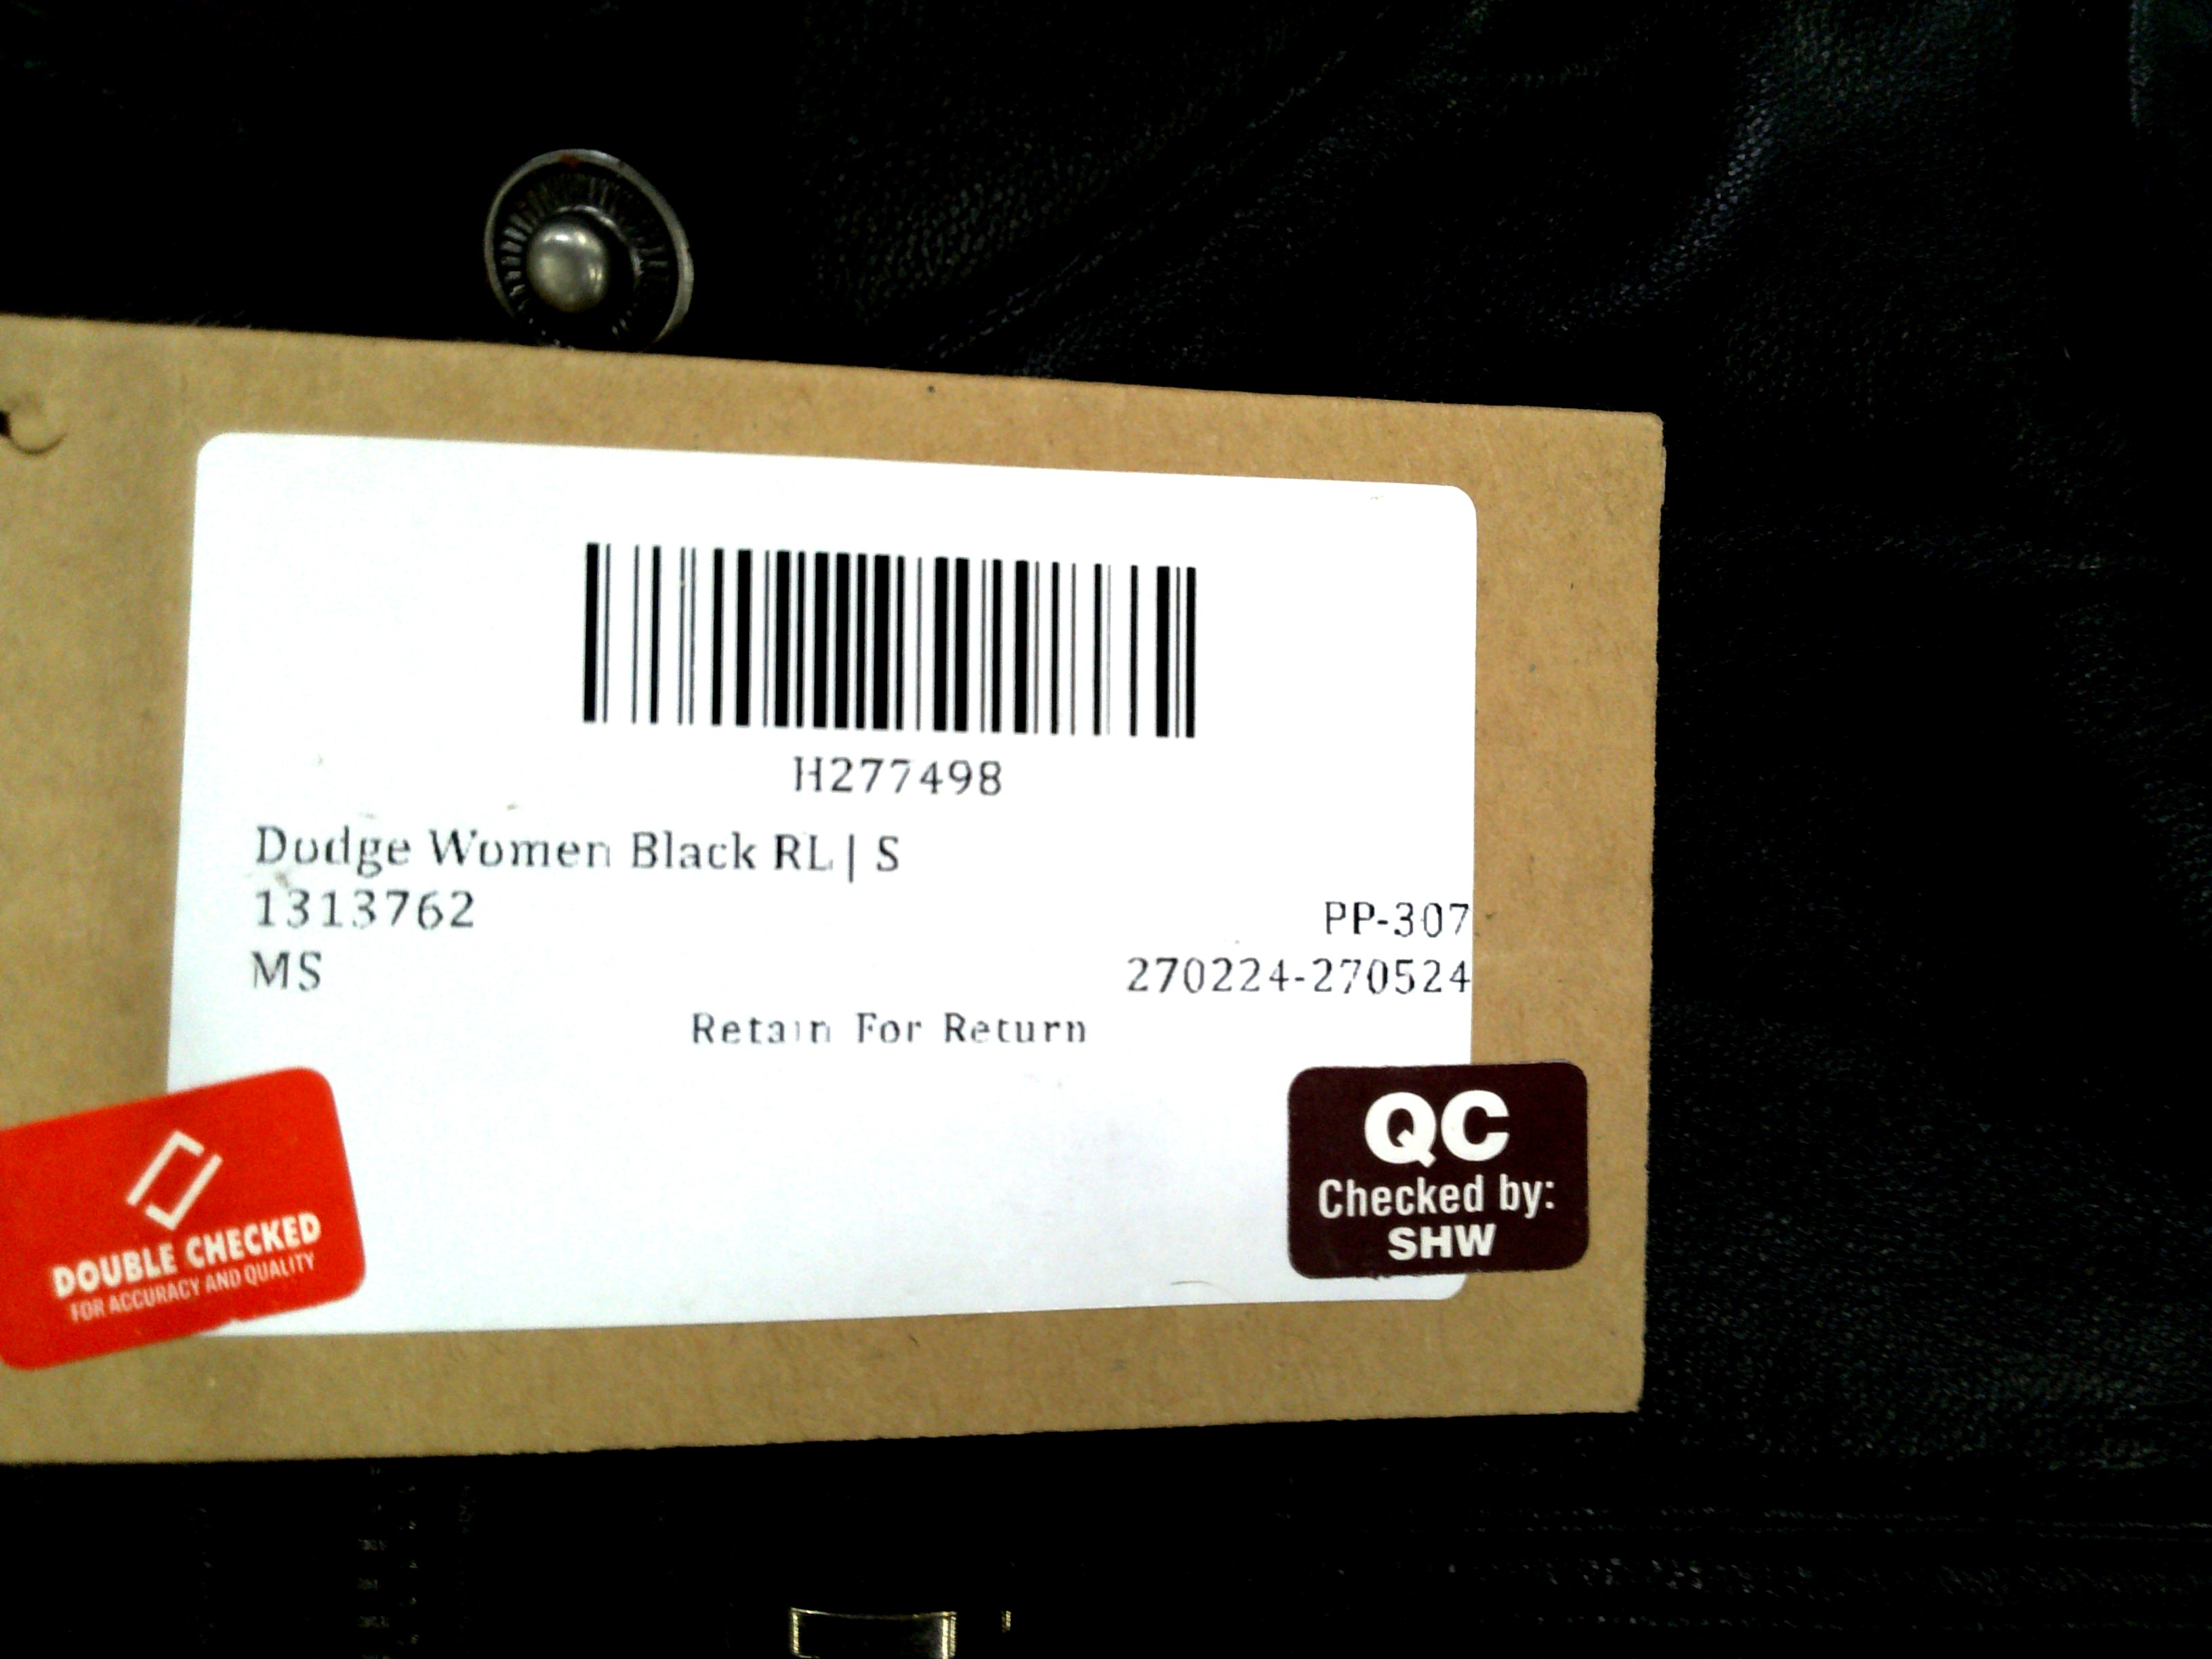 H277498
Dodge Women Black RL | S
1313762
PP-307
MS
270224-270524
Retain For Return
DOUBLE CHECKED
FOR ACCURACY AND QUALITY
QC
Checked by:
SHW